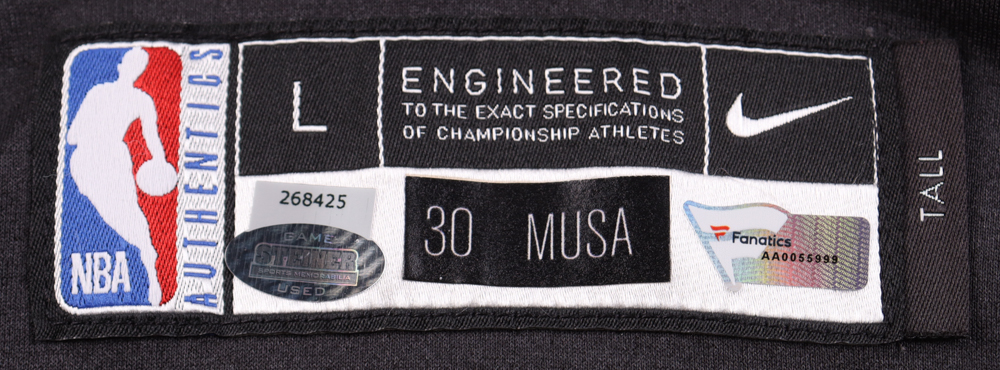 NBA
AUTHENTICS
L
ENGINEERED
TO THE EXACT SPECIFICATIONS
OF CHAMPIONSHIP ATHLETES
268425
GAME
STEINER
SPORTS MEMORABILIA
USED
30 MUSA
Fanatics
AA0055999
TALL